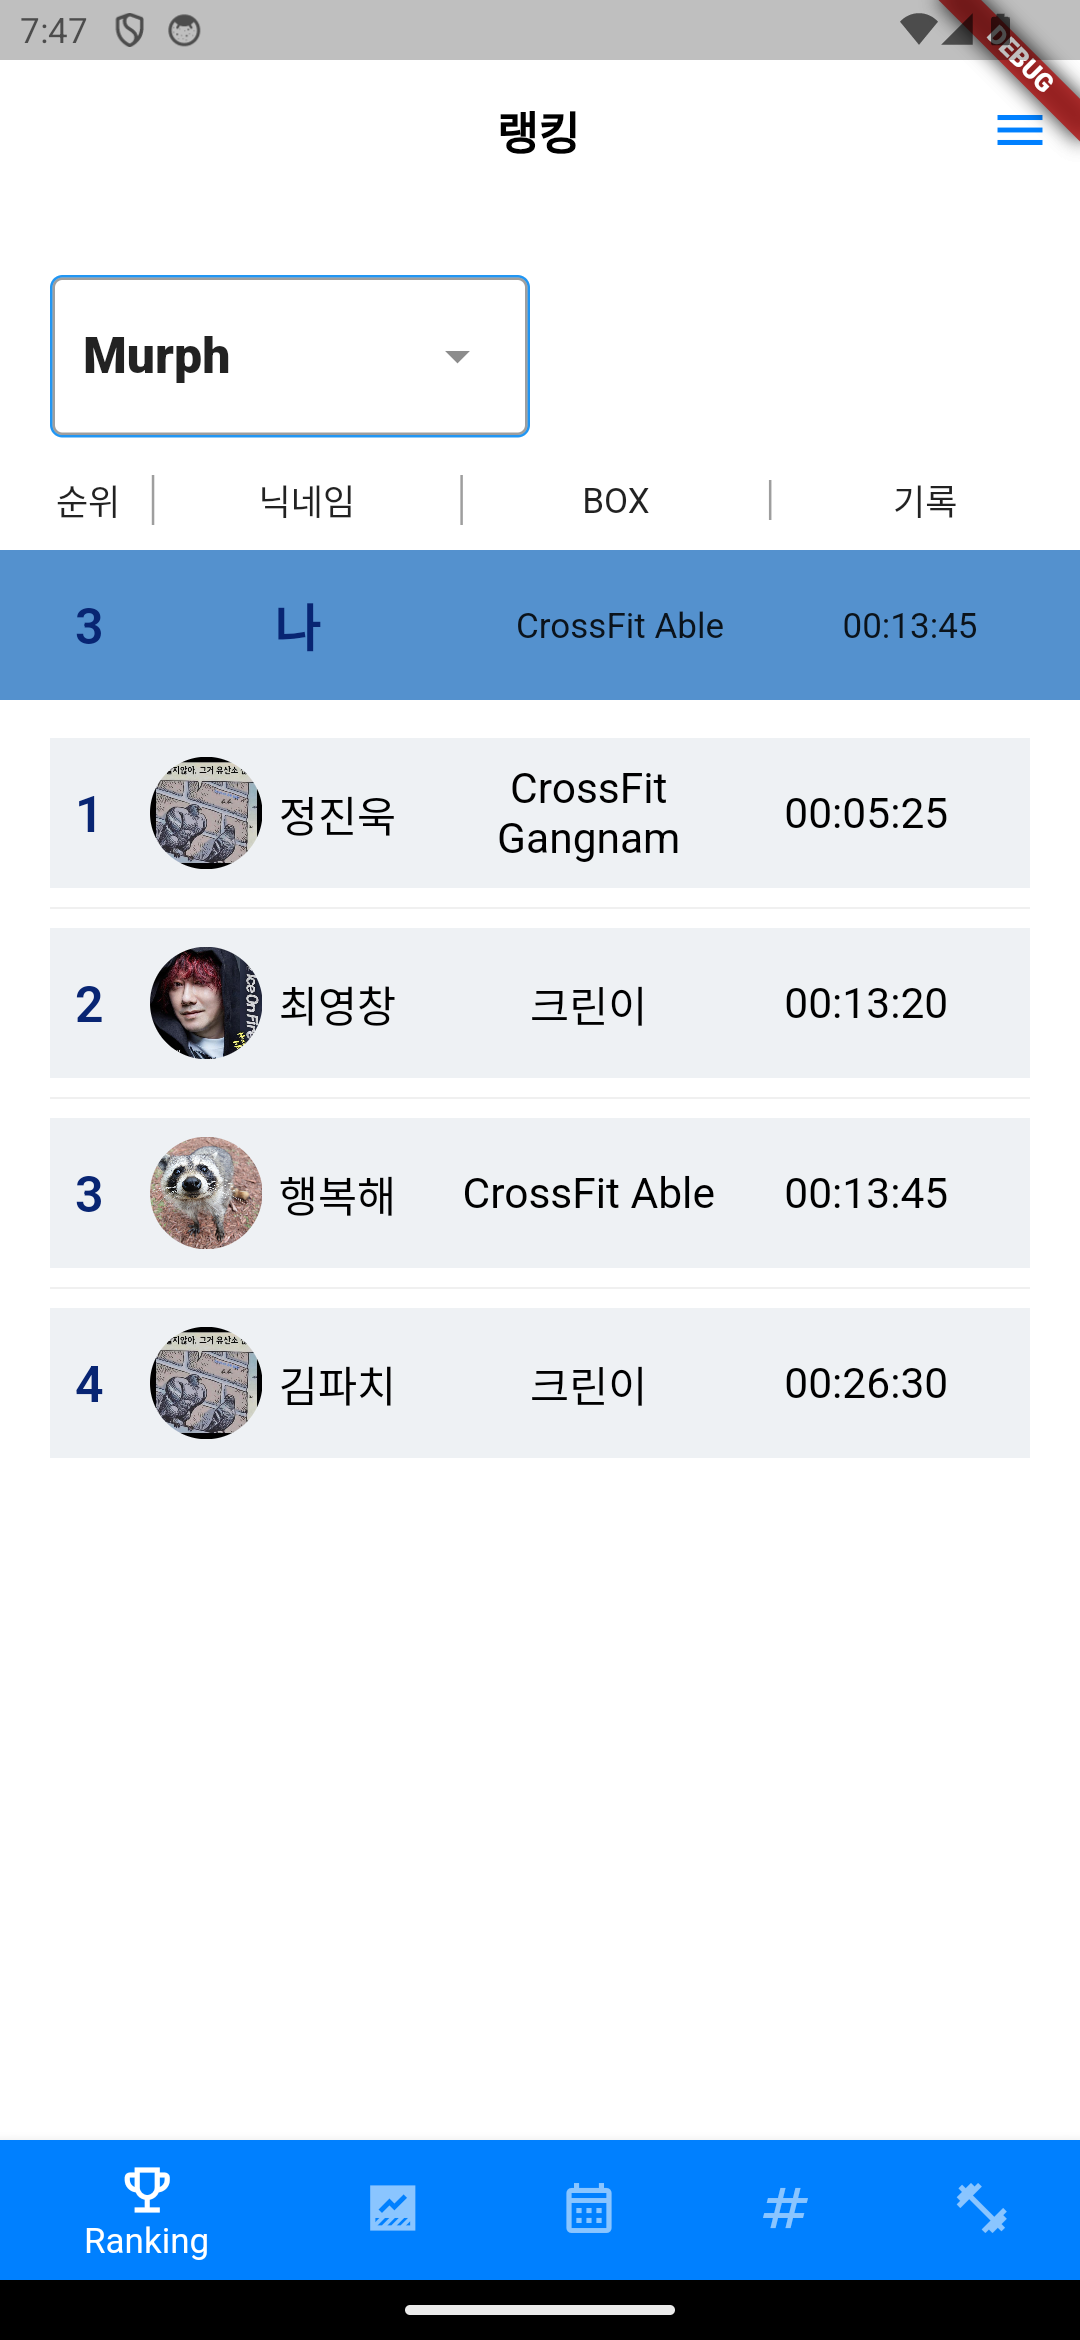 7:47
DEBUG
랭킹
Murph
순위 닉네임 BOX 기록
3 나 CrossFit Able 00:13:45
CrossFit
1 정진욱 Gangnam 00:05:25
2 최영창 크린이 00:13:20
3 행복해 CrossFit Able 00:13:45
4 김파치 크린이 00:26:30
Ranking